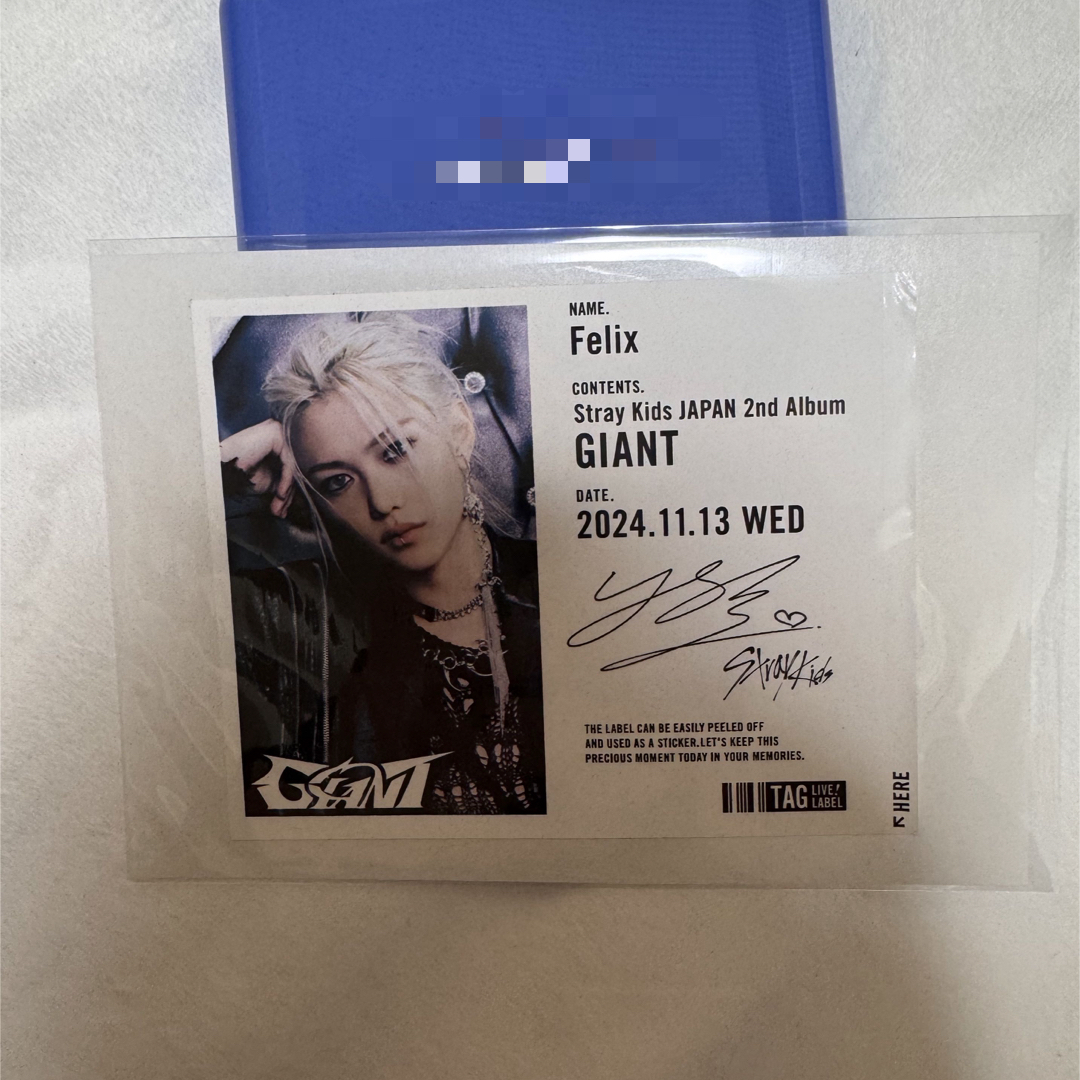 NAME.
Felix
CONTENTS.
Stray Kids JAPAN 2nd Album
GIANT
DATE.
2024.11.13 WED
Stray Kids
THE LABEL CAN BE EASILY PEELED OFF
AND USED AS A STICKER.LET'S KEEP THIS
PRECIOUS MOMENT TODAY IN YOUR MEMORIES.
GIANT
TAG LIVE! LABEL
HERE